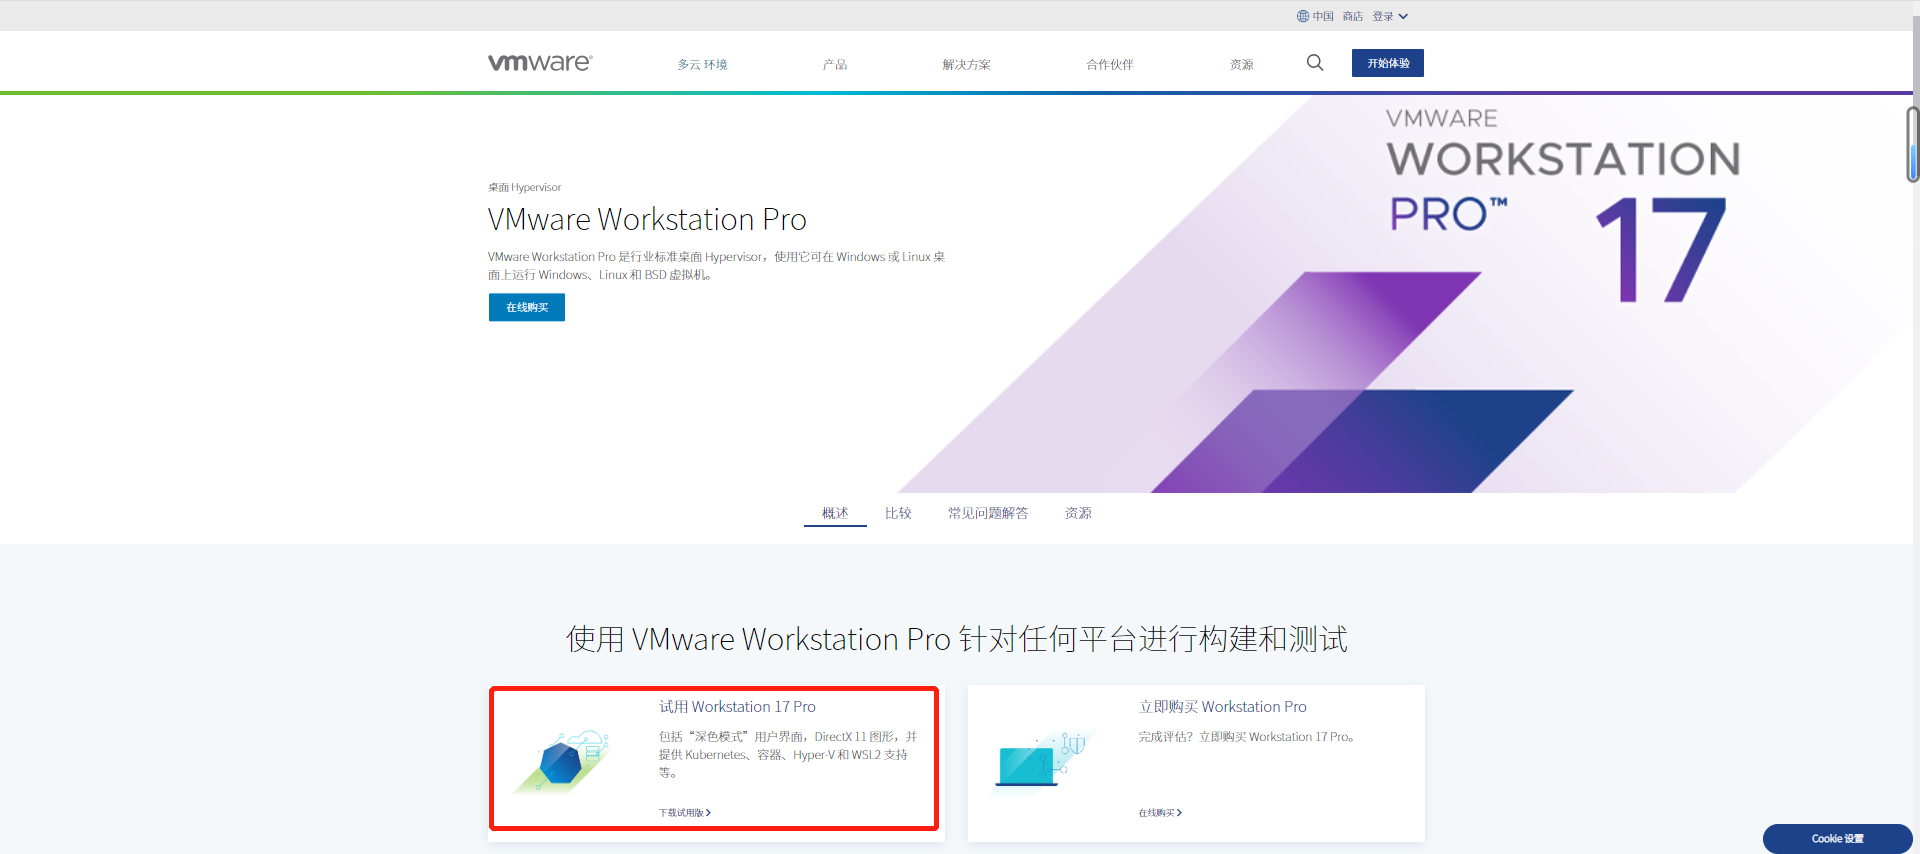 中国 商店 登录
vmware®
多云 环境 产品 解决方案 合作伙伴 资源 开始体验
VMWARE
WORKSTATION
PRO™ 17
桌面 Hypervisor
VMware Workstation Pro
VMware Workstation Pro 是行业标准桌面 Hypervisor，使用它可在 Windows 或 Linux 桌
面上运行 Windows、Linux 和 BSD 虚拟机。
在线购买
概述 比较 常见问题解答 资源
使用 VMware Workstation Pro 针对任何平台进行构建和测试
试用 Workstation 17 Pro
包括“深色模式”用户界面，DirectX 11 图形，并
提供 Kubernetes、容器、Hyper-V 和 WSL2 支持
等。
下载试用版
立即购买 Workstation Pro
完成评估？立即购买 Workstation 17 Pro。
在线购买
Cookie 设置